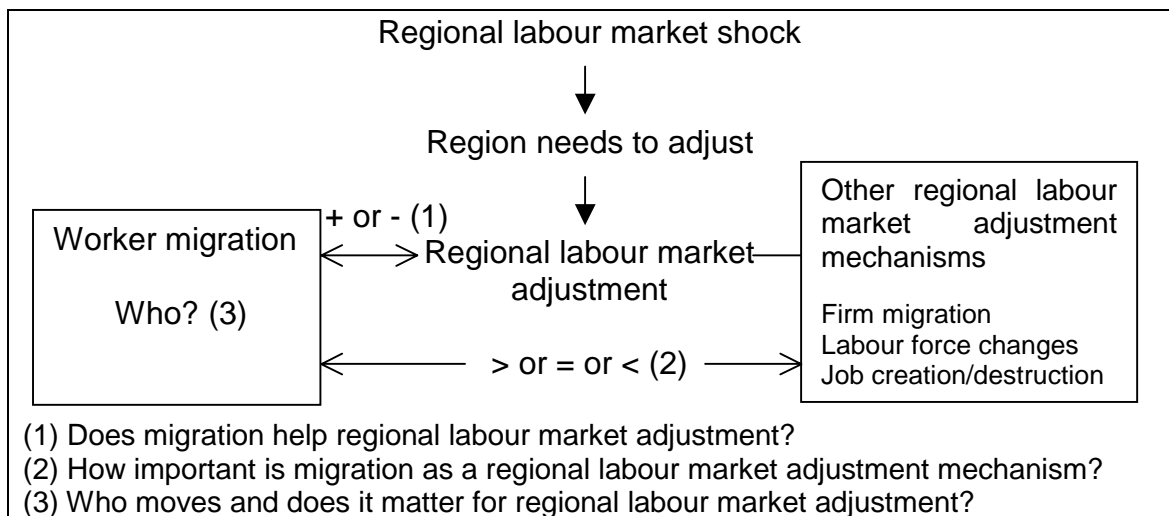 Regional labour market shock
Region needs to adjust
Worker migration
Who? (3)
+ or - (1)
Regional labour market
adjustment
> or = or < (2)
Other regional labour
market adjustment
mechanisms
Firm migration
Labour force changes
Job creation/destruction
(1) Does migration help regional labour market adjustment?
(2) How important is migration as a regional labour market adjustment mechanism?
(3) Who moves and does it matter for regional labour market adjustment?